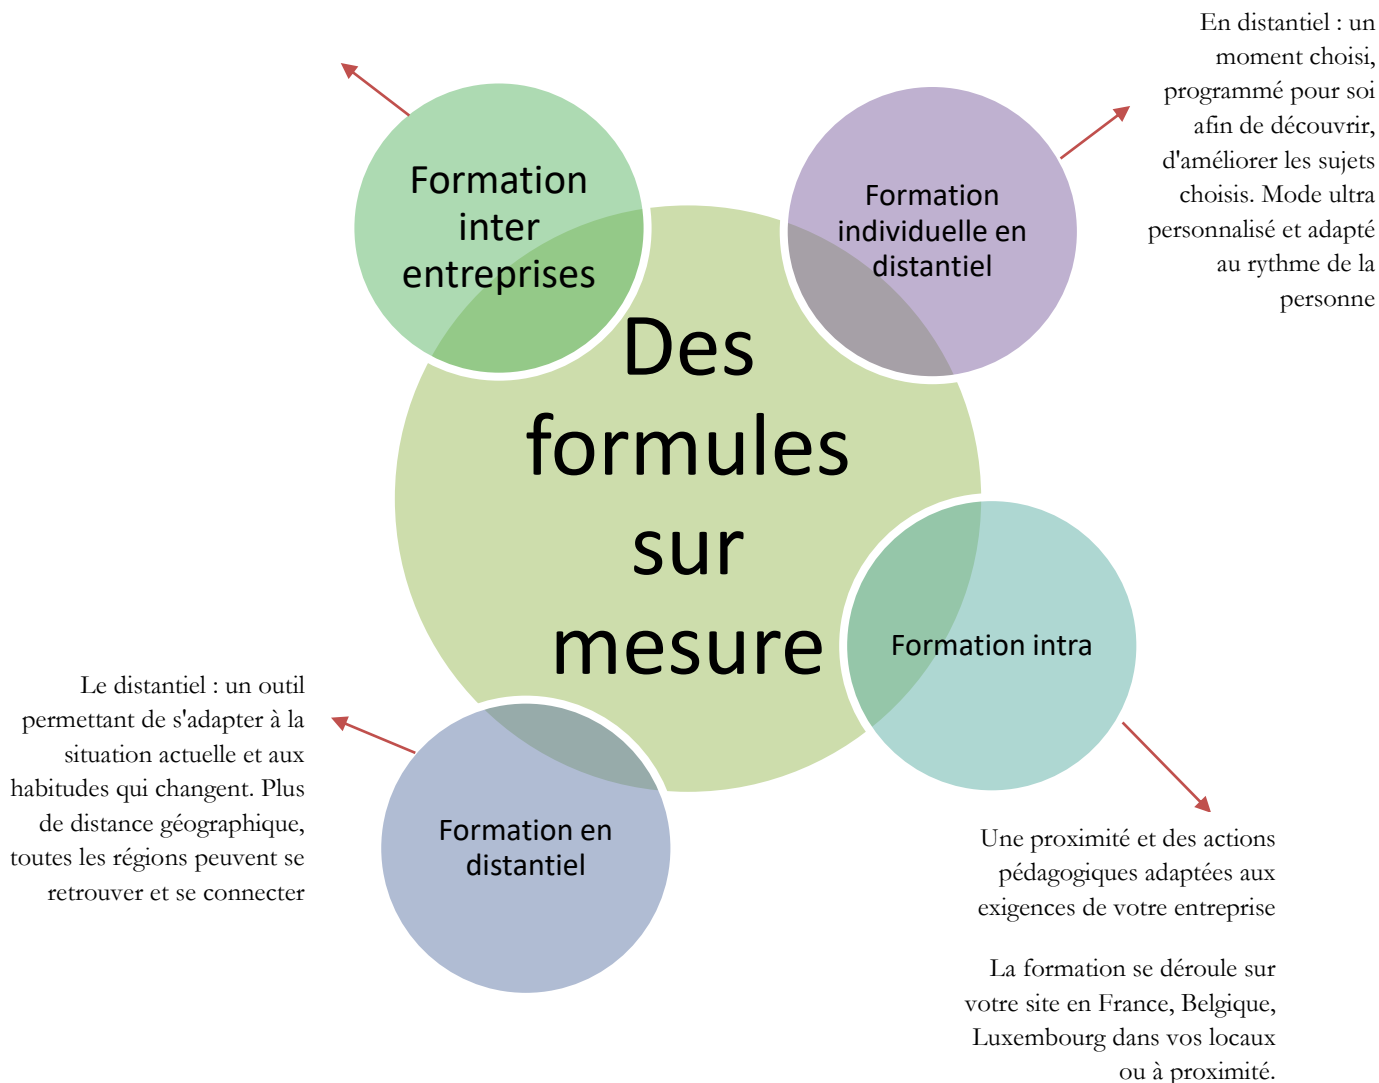 En distantiel : un
moment choisi,
programmé pour soi
afin de découvrir,
d'améliorer les sujets
choisis. Mode ultra
personnalisé et adapté
au rythme de la
personne
Formation
inter
entreprises
Formation
individuelle en
distantiel
Des
formules
sur
mesure
Formation intra
Le distantiel : un outil
permettant de s'adapter à la
situation actuelle et aux
habitudes qui changent. Plus
de distance géographique,
toutes les régions peuvent se
retrouver et se connecter
Formation en
distantiel
Une proximité et des actions
pédagogiques adaptées aux
exigences de votre entreprise
La formation se déroule sur
votre site en France, Belgique,
Luxembourg dans vos locaux
ou à proximité.